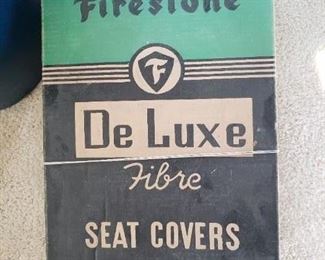 Firestone
F
De Luxe
Fibre
SEAT COVERS